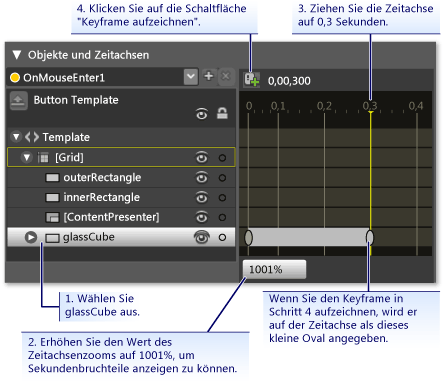 4. Klicken Sie auf die Schaltfläche
"Keyframe aufzeichnen".
3. Ziehen Sie die Zeitachse
auf 0,3 Sekunden.
Objekte und Zeitachsen
OnMouseEnter1
0,00,300
Button Template
0
0,1
0,2
0,3
0,4
Template
[Grid]
outerRectangle
innerRectangle
[ContentPresenter]
glassCube
1001%
1. Wählen Sie
glassCube aus.
2. Erhöhen Sie den Wert des
Zeitachsenzooms auf 1001%, um
Sekundenbruchteile anzeigen zu können.
Wenn Sie den Keyframe in
Schritt 4 aufzeichnen, wird er
auf der Zeitachse als dieses
kleine Oval angegeben.